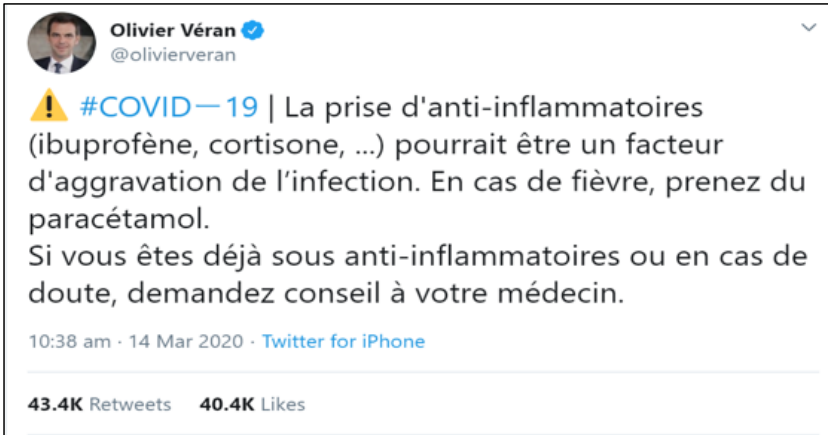 Olivier Véran
@olivierveran
⚠ #COVID—19 | La prise d'anti-inflammatoires
(ibuprofène, cortisone, ...) pourrait être un facteur
d'aggravation de l’infection. En cas de fièvre, prenez du
paracétamol.
Si vous êtes déjà sous anti-inflammatoires ou en cas de
doute, demandez conseil à votre médecin.
10:38 am · 14 Mar 2020 · Twitter for iPhone
43.4K Retweets 40.4K Likes